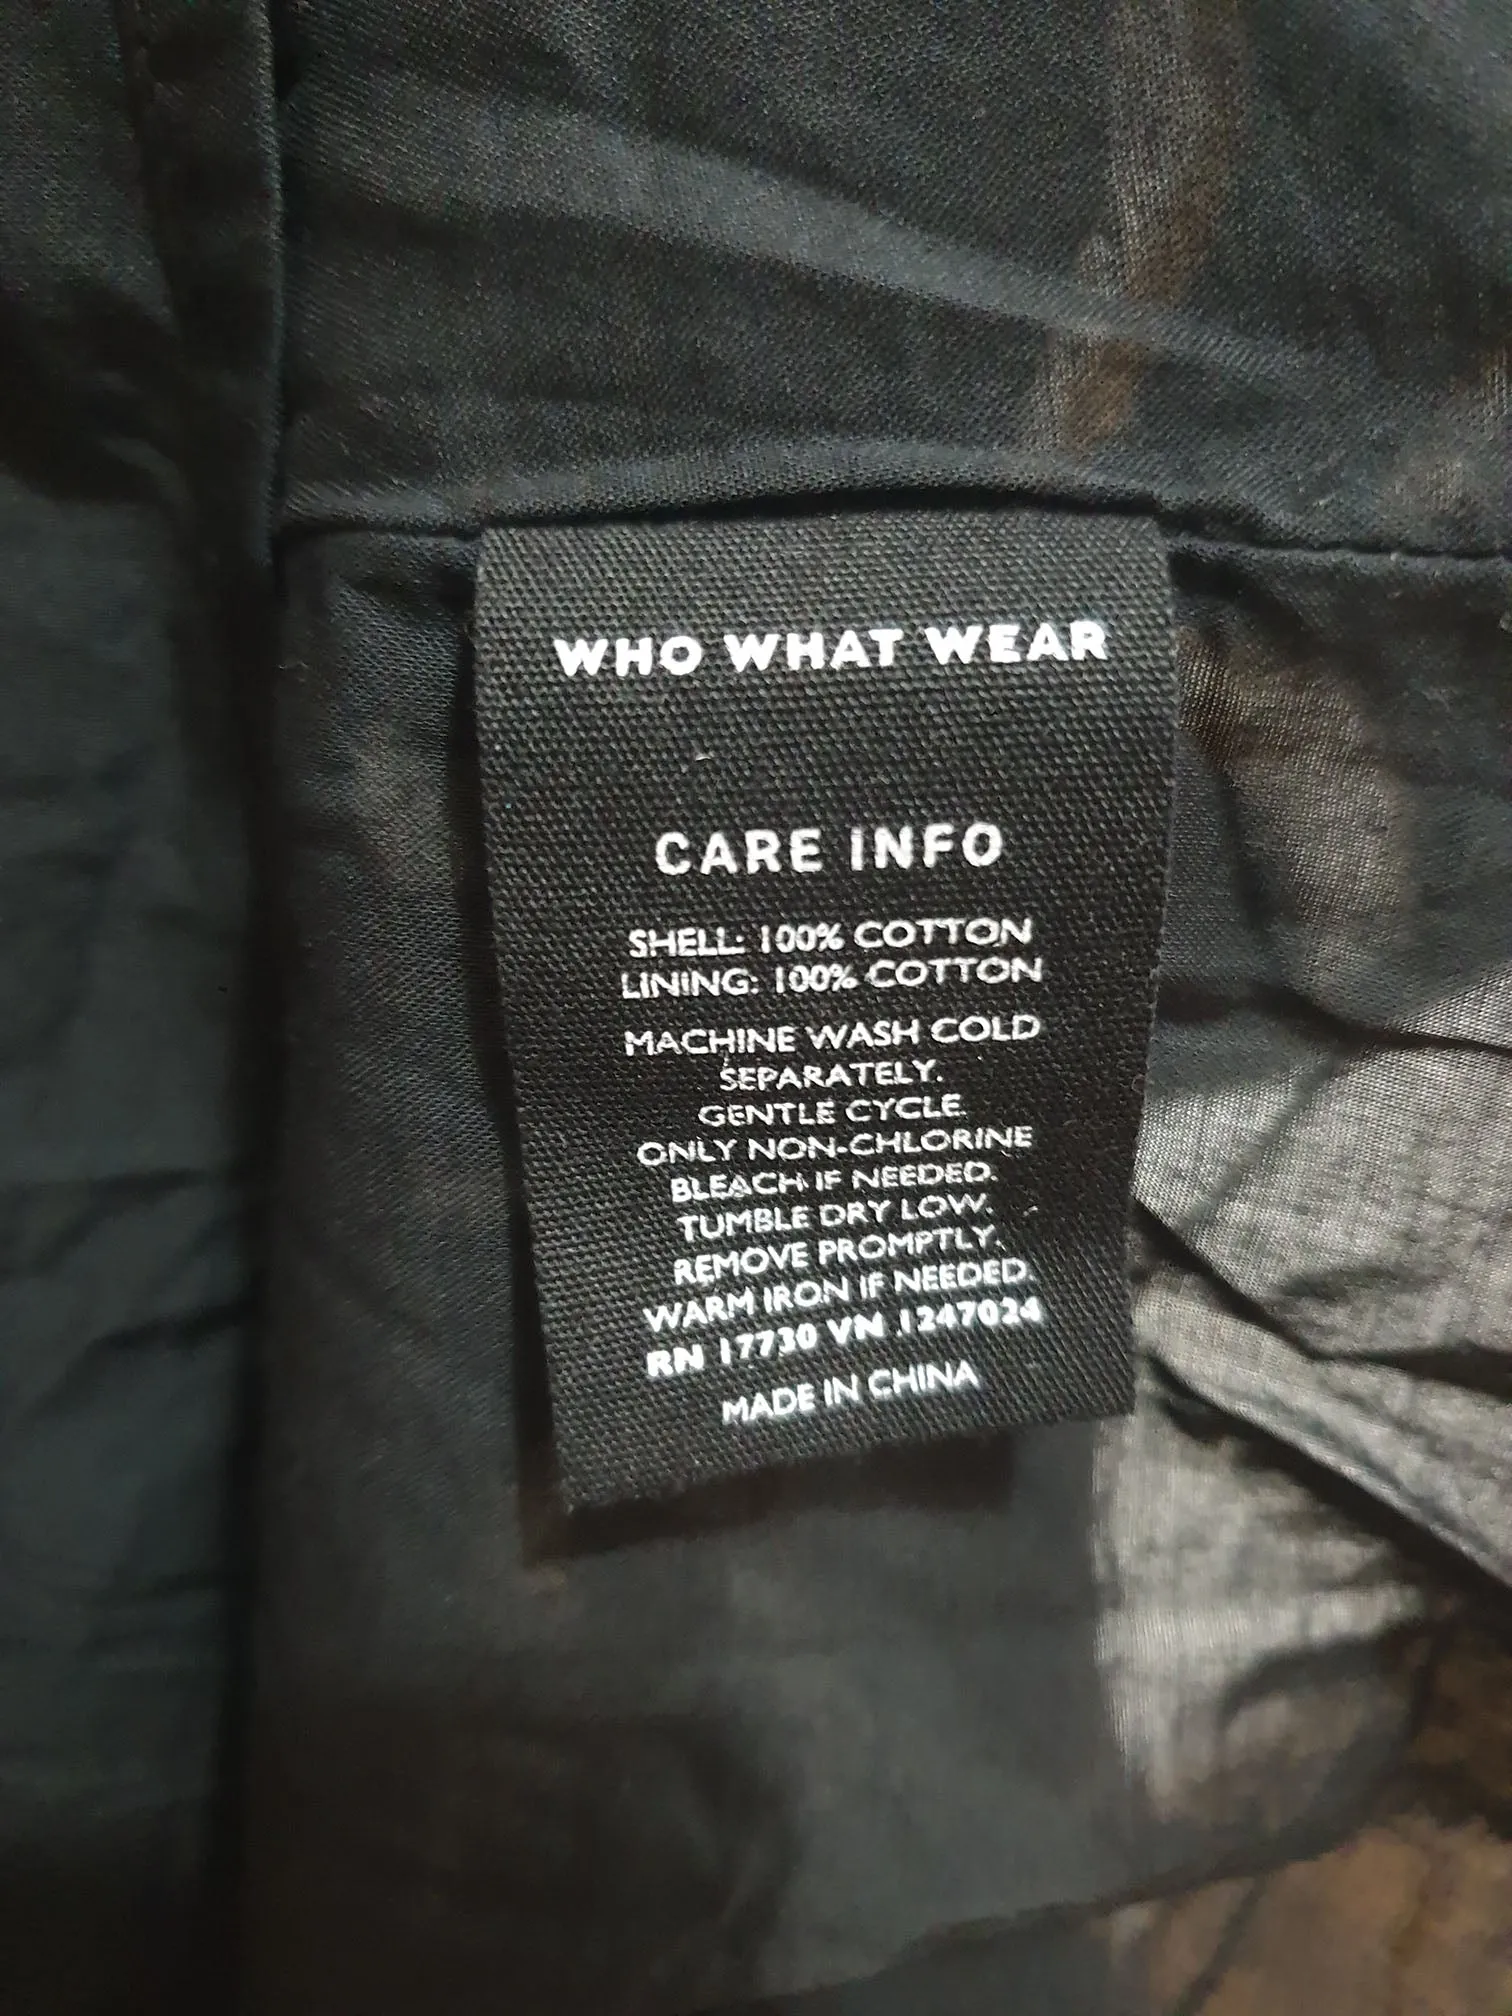 WHO WHAT WEAR
CARE INFO
SHELL: 100% COTTON
LINING: 100% COTTON
MACHINE WASH COLD
SEPARATELY.
GENTLE CYCLE.
ONLY NON-CHLORINE
BLEACH IF NEEDED.
TUMBLE DRY LOW.
REMOVE PROMPTLY.
WARM IRON IF NEEDED.
RN 17730 VN 1247024
MADE IN CHINA